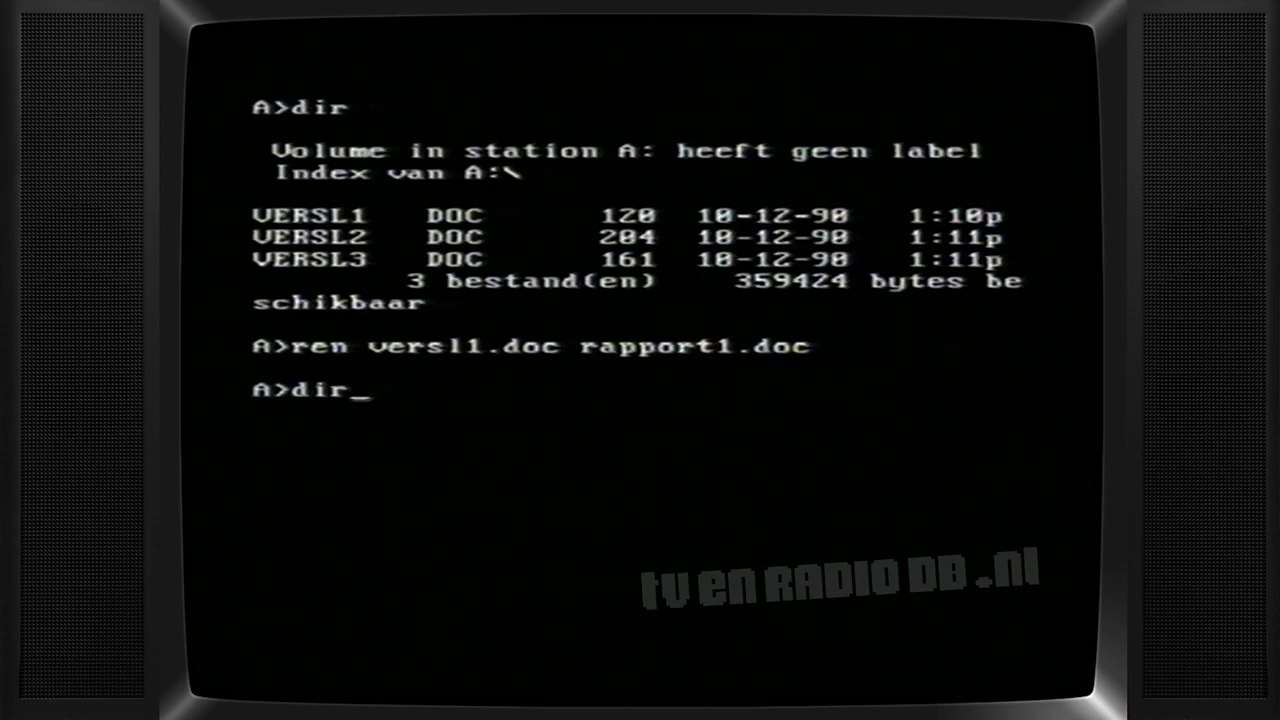 A>dir
Volume in station A: heeft geen label
Index van A:\
VERSL1 DOC 120 10-12-90 1:10p
VERSL2 DOC 204 10-12-90 1:11p
VERSL3 DOC 161 10-12-90 1:11p
3 bestand(en) 359424 bytes be
schikbaar
A>ren versl1.doc rapport1.doc
A>dir_
tv en RADIO DB .nl